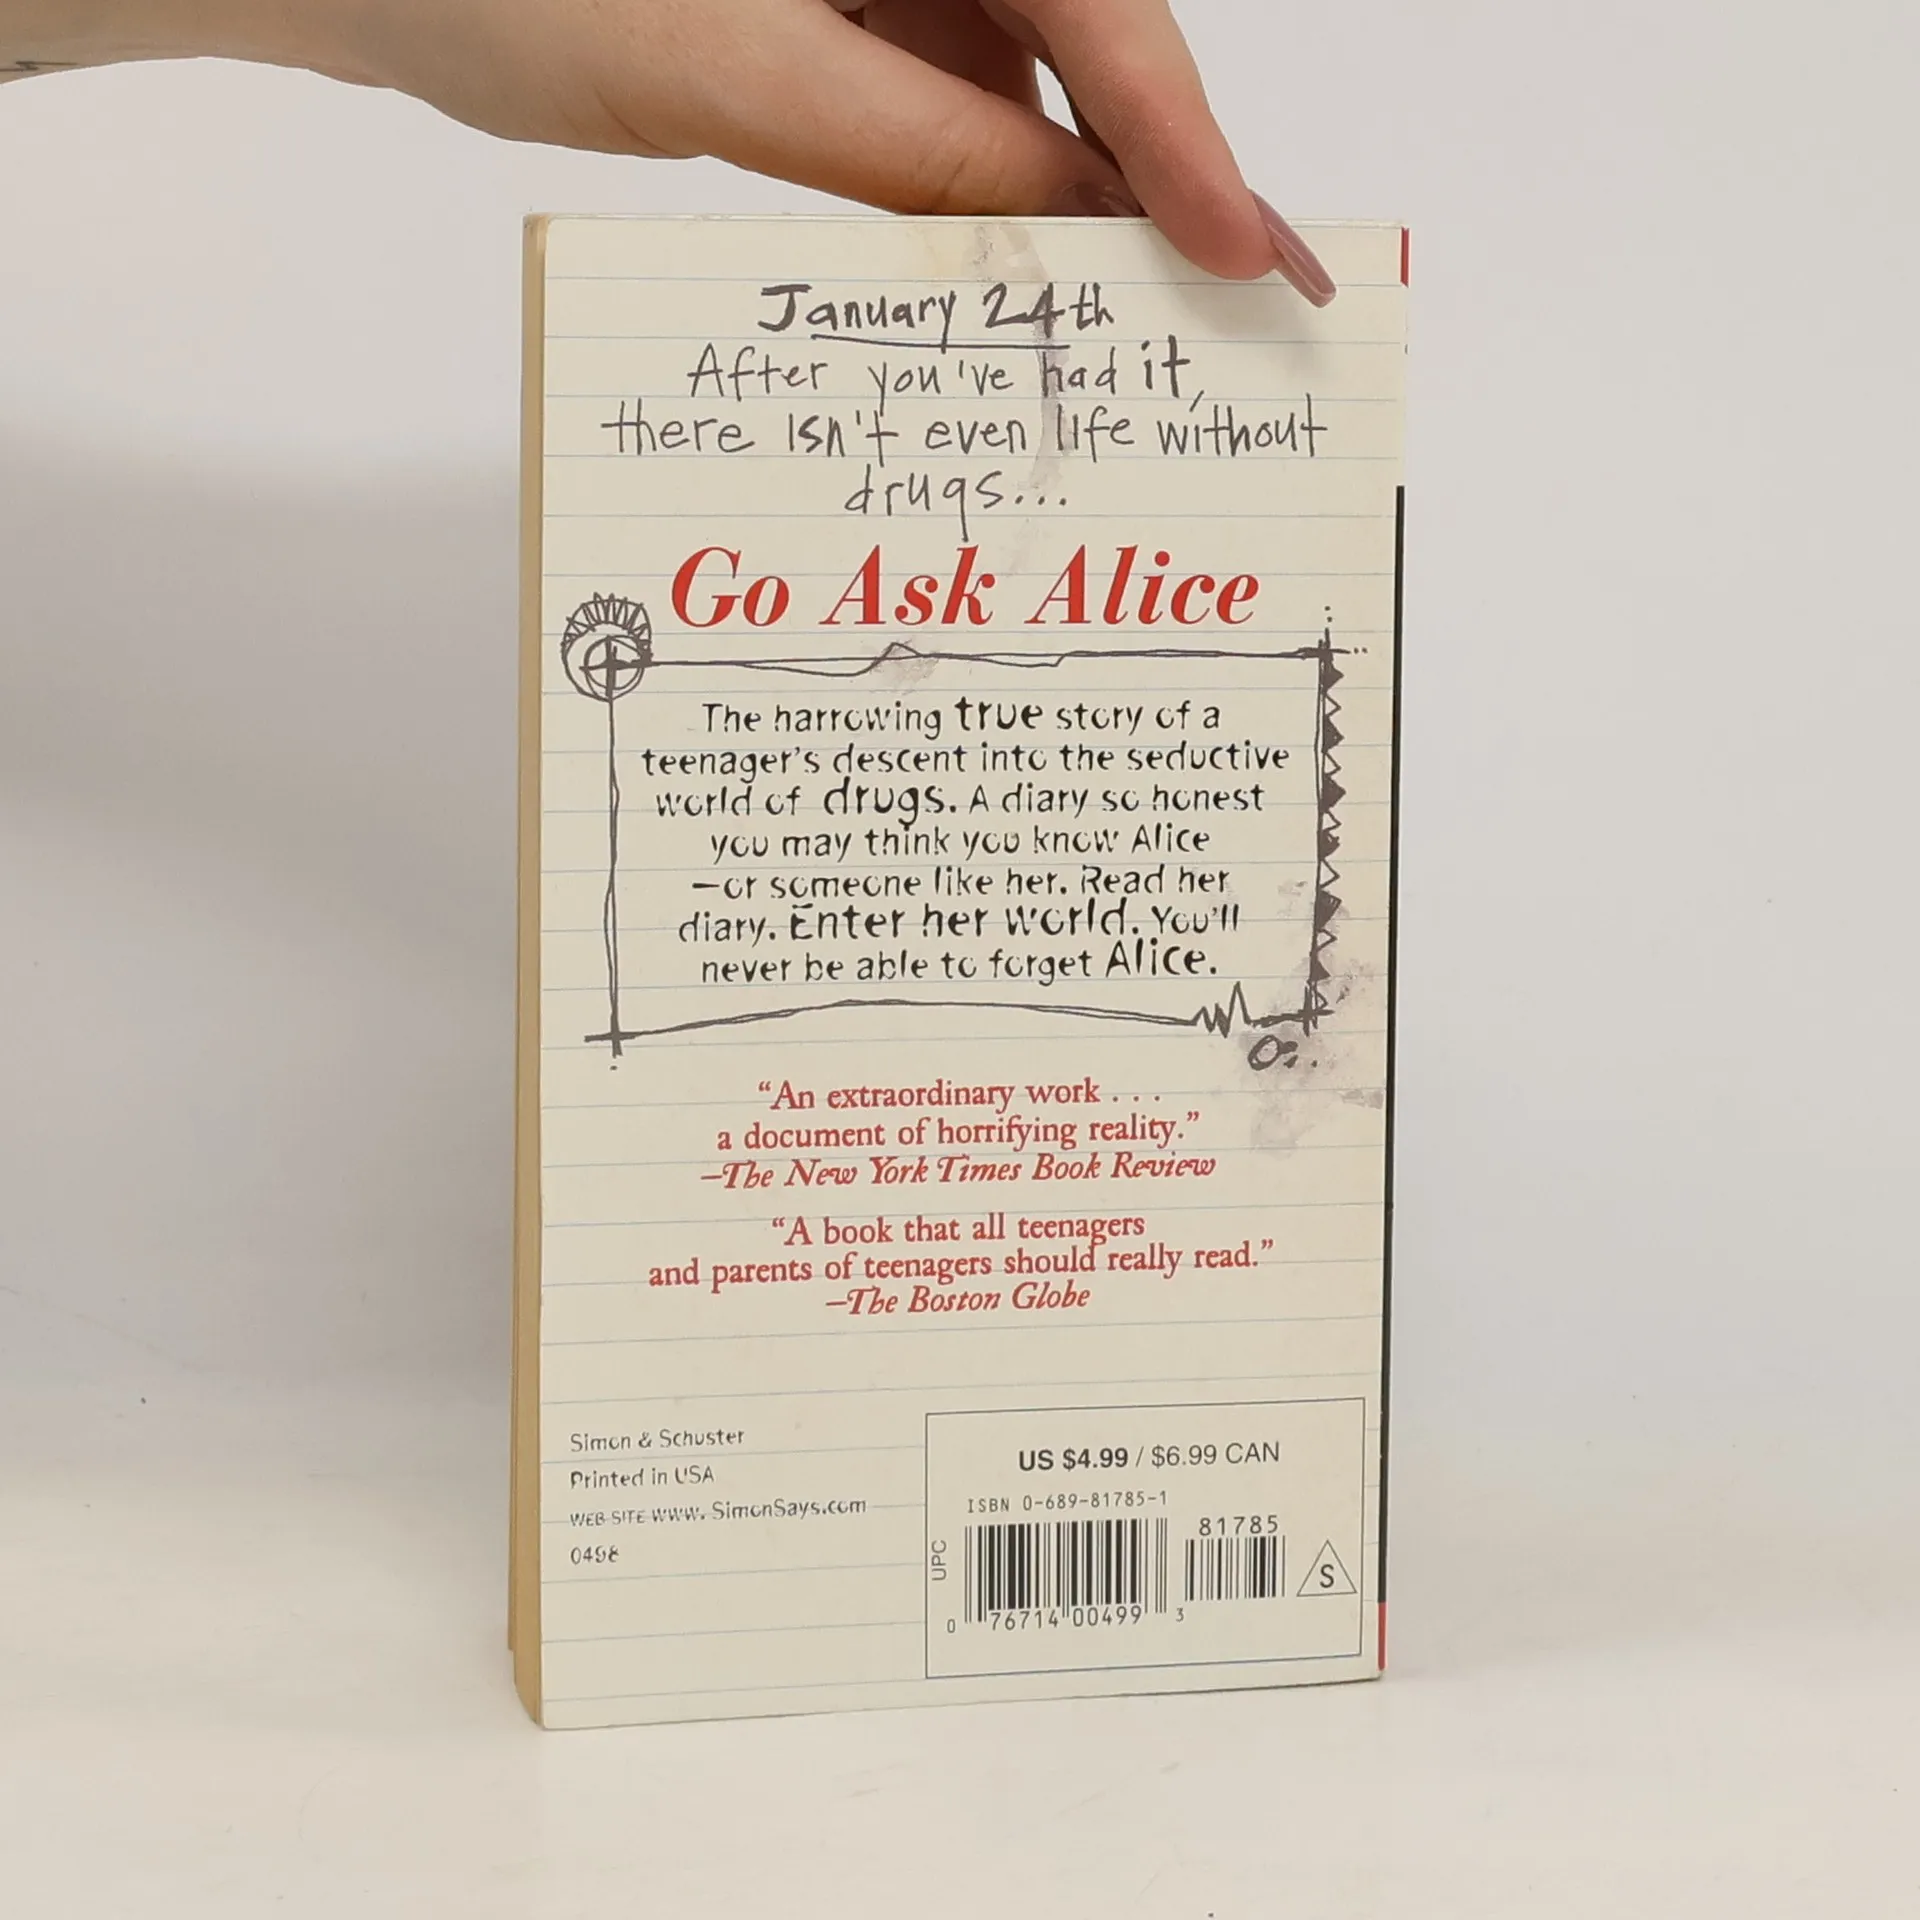 January 24th
After you've had it,
there isn't even life without
drugs...
Go Ask Alice
The harrowing true story of a
teenager's descent into the seductive
world of drugs. A diary so honest
you may think you know Alice
—or someone like her. Read her
diary. Enter her world. You'll
never be able to forget Alice.
“An extraordinary work . . .
a document of horrifying reality.”
—The New York Times Book Review
“A book that all teenagers
and parents of teenagers should really read.”
—The Boston Globe
Simon & Schuster
Printed in USA
WEB SITE WWW. SimonSays.com
0498
US $4.99 / $6.99 CAN
ISBN 0-689-81785-1
81785
UPC
S
0 76714 00499 3